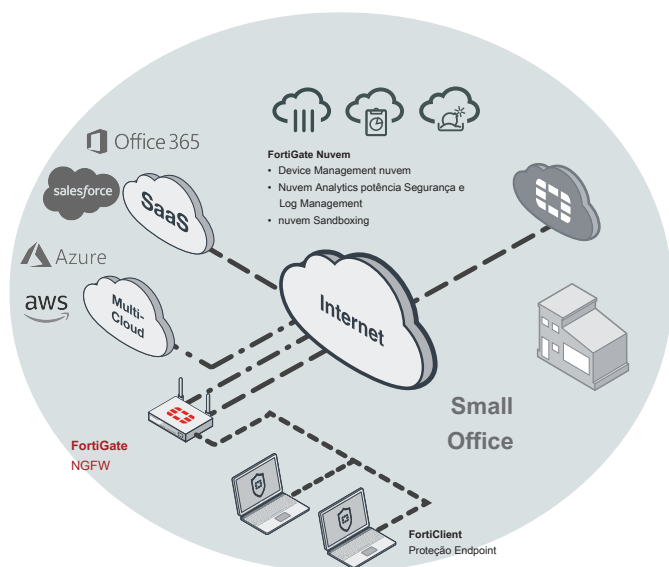 Office 365
FortiGate Nuvem
• Device Management nuvem
• Nuvem Analytics potência Segurança e
Log Management
• nuvem Sandboxing
salesforce
SaaS
Azure
aws
Multi-
Cloud
Internet
Small
Office
FortiGate
NGFW
FortiClient
Proteção Endpoint